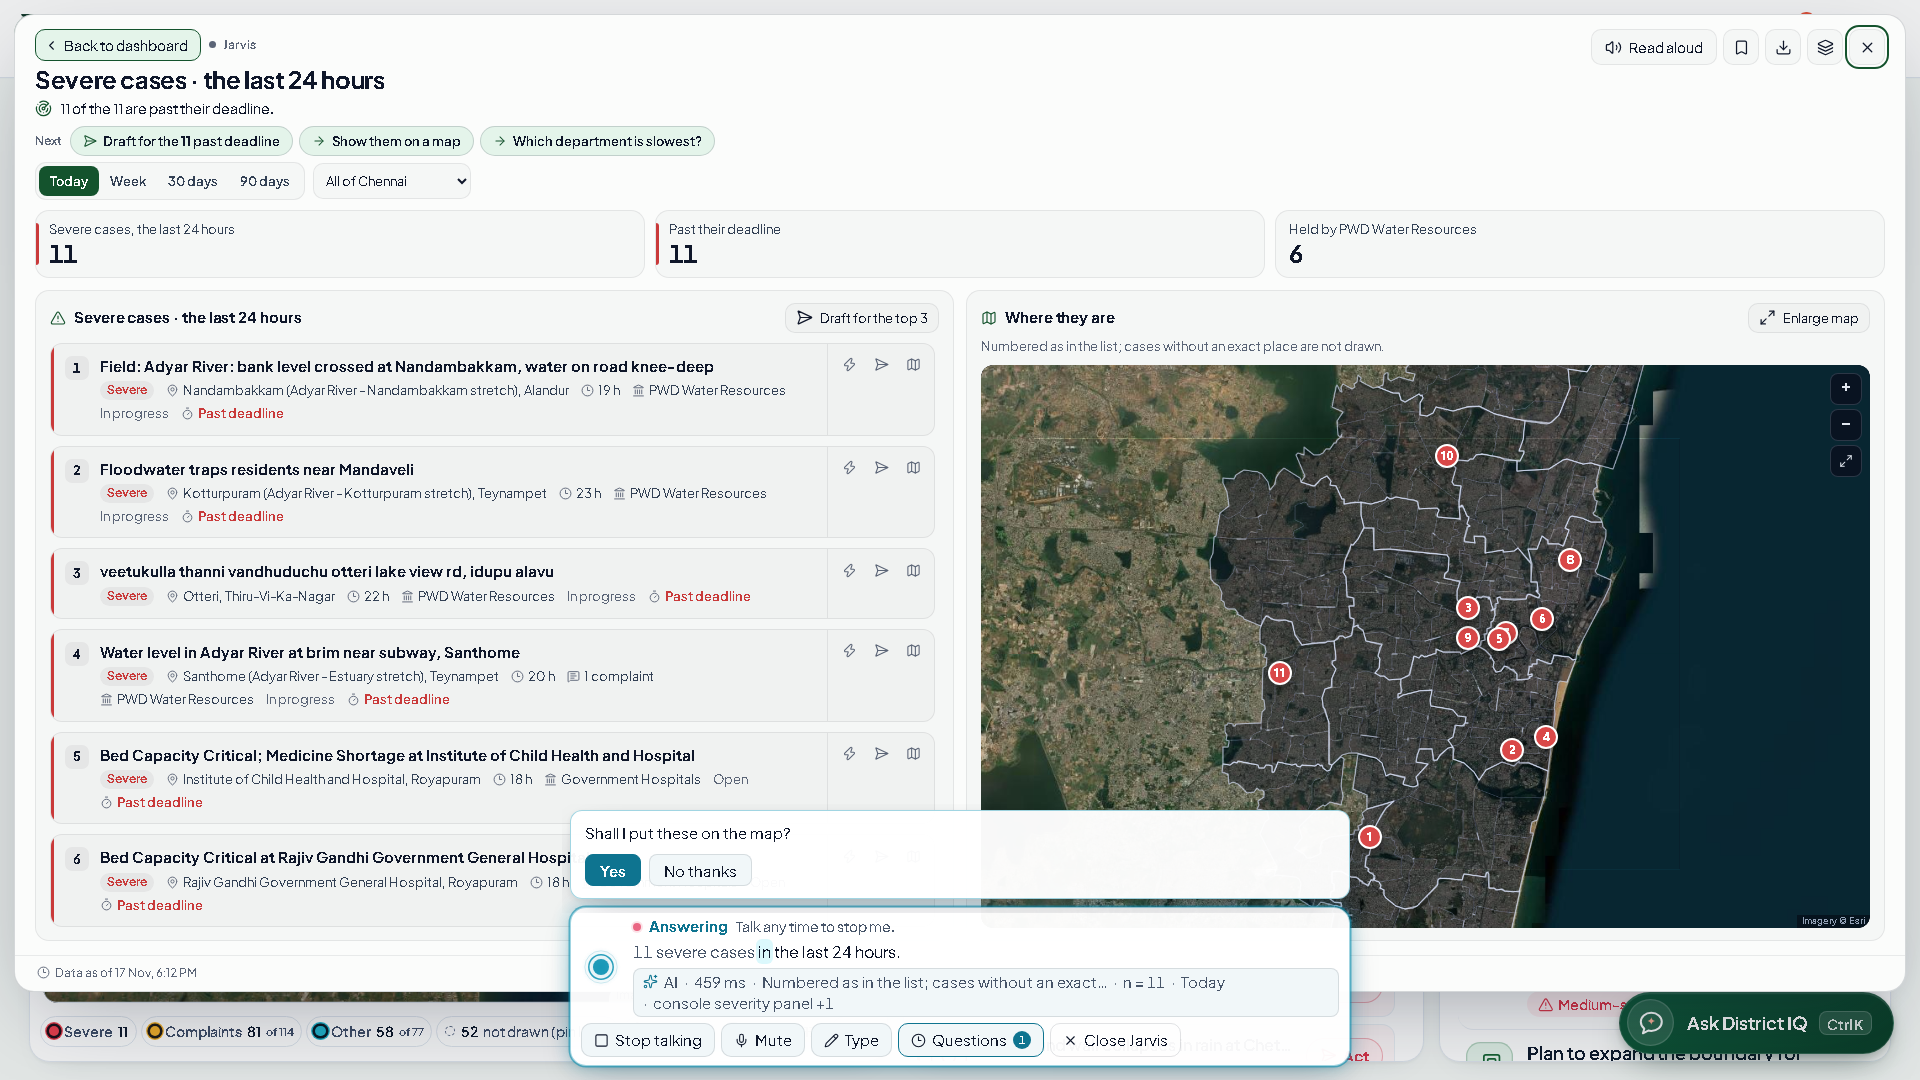 Back to dashboard
Jarvis
Read aloud
Severe cases · the last 24 hours
11 of the 11 are past their deadline.
Next
Draft for the 11 past deadline
Show them on a map
Which department is slowest?
Today
Week
30 days
90 days
All of Chennai
Severe cases, the last 24 hours
11
Past their deadline
11
Held by PWD Water Resources
6
Severe cases · the last 24 hours
Draft for the top 3
1
Field: Adyar River: bank level crossed at Nandambakkam, water on road knee-deep
Severe
Nandambakkam (Adyar River – Nandambakkam stretch), Alandur
19 h
PWD Water Resources
In progress
Past deadline
2
Floodwater traps residents near Mandaveli
Severe
Kotturpuram (Adyar River – Kotturpuram stretch), Teynampet
23 h
PWD Water Resources
In progress
Past deadline
3
veetukulla thanni vandhuduchu otteri lake view rd, idupu alavu
Severe
Otteri, Thiru-Vi-Ka-Nagar
22 h
PWD Water Resources
In progress
Past deadline
4
Water level in Adyar River at brim near subway, Santhome
Severe
Santhome (Adyar River – Estuary stretch), Teynampet
20 h
1 complaint
PWD Water Resources
In progress
Past deadline
5
Bed Capacity Critical; Medicine Shortage at Institute of Child Health and Hospital
Severe
Institute of Child Health and Hospital, Royapuram
18 h
Government Hospitals
Open
Past deadline
6
Bed Capacity Critical at Rajiv Gandhi Government General Hospi
Severe
Rajiv Gandhi Government General Hospital, Royapuram
18 h
Past deadline
Where they are
Enlarge map
Numbered as in the list; cases without an exact place are not drawn.
+
−
10
8
3
6
9
5
11
4
2
1
Imagery © Esri
Shall I put these on the map?
Yes
No thanks
Answering
Talk any time to stop me.
11 severe cases in the last 24 hours.
AI · 459 ms · Numbered as in the list; cases without an exact… · n = 11 · Today
· console severity panel +1
Stop talking
Mute
Type
Questions 1
Close Jarvis
Data as of 17 Nov, 6:12 PM
Severe 11
Complaints 81 of 114
Other 58 of 77
52 not drawn (pi
Medium-s
Ask District IQ
Ctrl K
Plan to expand the boundary for